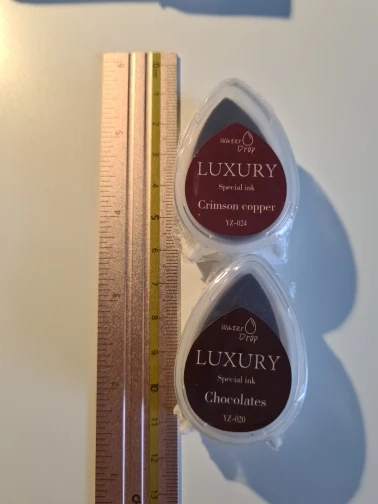 Water
Drop
LUXURY
Special ink
Crimson copper
YZ-024
Water
Drop
LUXURY
Special ink
Chocolates
YZ-020